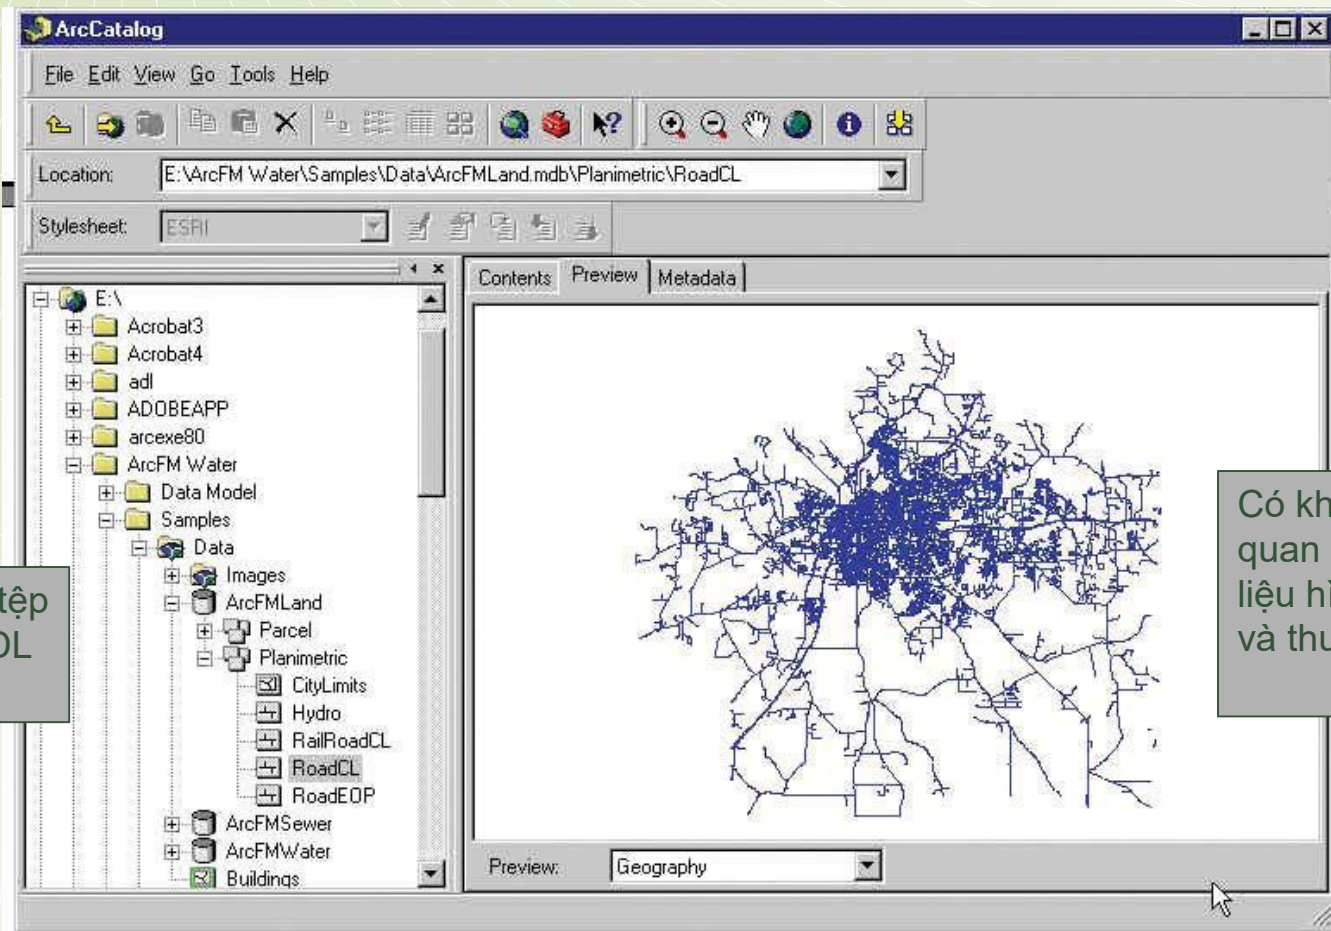 ArcCatalog
File Edit View Go Tools Help
Location: E:\ArcFM Water\Samples\Data\ArcFMLand.mdb\Planimetric\RoadCL
Stylesheet: ESRI
Contents Preview Metadata
E:\
Acrobat3
Acrobat4
adl
ADOBEAPP
arcexe80
ArcFM Water
Data Model
Samples
Data
Images
ArcFMLand
Parcel
Planimetric
CityLimits
Hydro
RailRoadCL
RoadCL
RoadEOP
ArcFMSewer
ArcFMWater
Buildings
Preview: Geography
tệp
DL
Có kh
quan
liệu hì
và thu